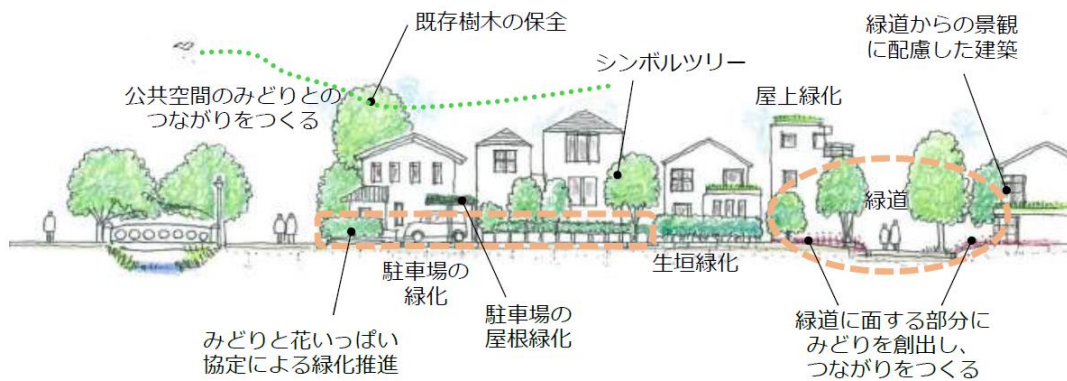 既存樹木の保全
緑道からの景観
に配慮した建築
シンボルツリー
公共空間のみどりとの
つながりをつくる
屋上緑化
緑道
生垣緑化
駐車場の
緑化
駐車場の
屋根緑化
みどりと花いっぱい
協定による緑化推進
緑道に面する部分に
みどりを創出し、
つながりをつくる